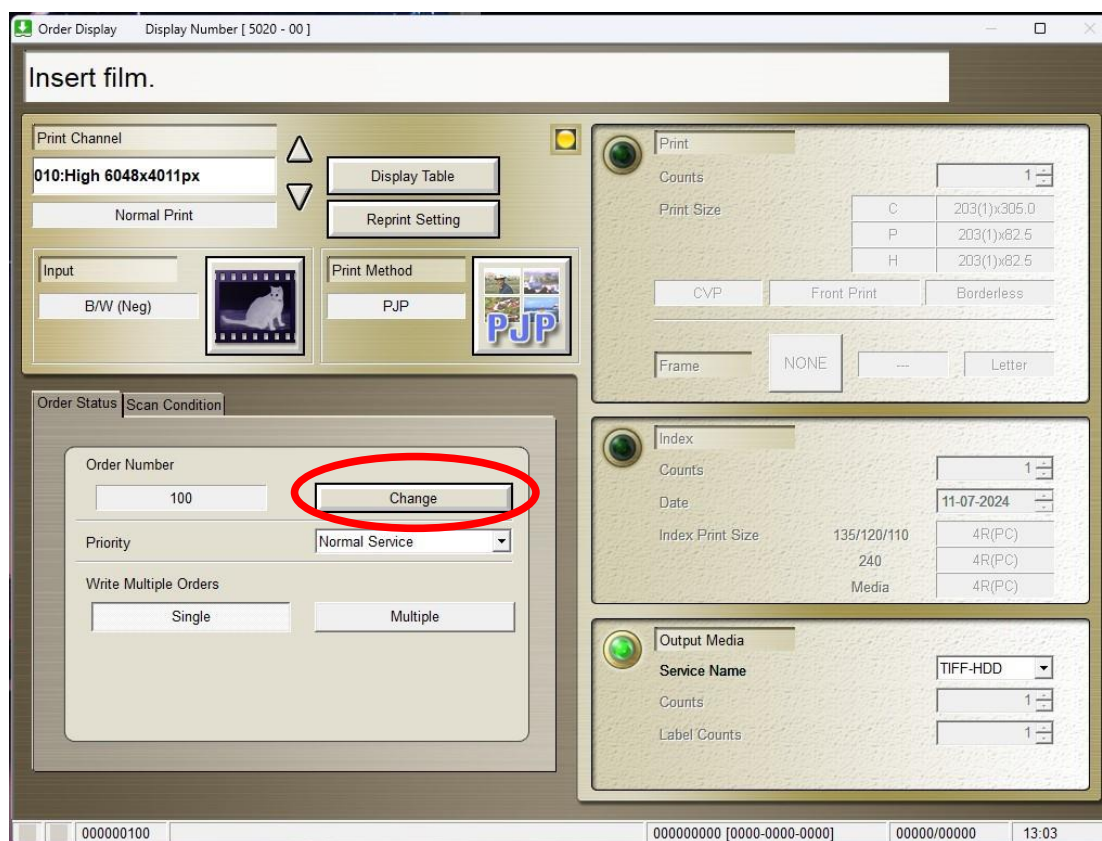 Order Display Display Number [ 5020 - 00 ]
Insert film.
Print Channel
010:High 6048x4011px
Normal Print
Display Table
Reprint Setting
Input
B/W (Neg)
Print Method
PJP
PJP
Order Status
Scan Condition
Order Number
100
Change
Priority
Normal Service
Write Multiple Orders
Single
Multiple
Print
Counts
1
Print Size
C
203(1)x305.0
P
203(1)x82.5
H
203(1)x82.5
CVP
Front Print
Borderless
Frame
NONE
---
Letter
Index
Counts
1
Date
11-07-2024
Index Print Size
135/120/110
4R(PC)
240
4R(PC)
Media
4R(PC)
Output Media
Service Name
TIFF-HDD
Counts
1
Label Counts
1
000000100
000000000 [0000-0000-0000]
00000/00000
13:03